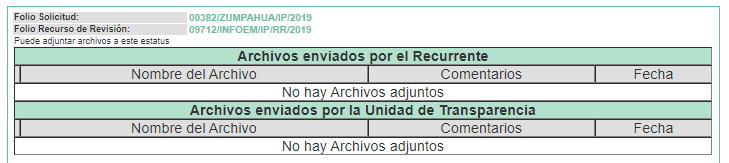 Folio Solicitud: 00382/ZUMPAHUA/IP/2019
Folio Recurso de Revisión: 09712/INFOEM/IP/RR/2019
Puede adjuntar archivos a este estatus
Archivos enviados por el Recurrente
Nombre del Archivo Comentarios Fecha
No hay Archivos adjuntos
Archivos enviados por la Unidad de Transparencia
Nombre del Archivo Comentarios Fecha
No hay Archivos adjuntos